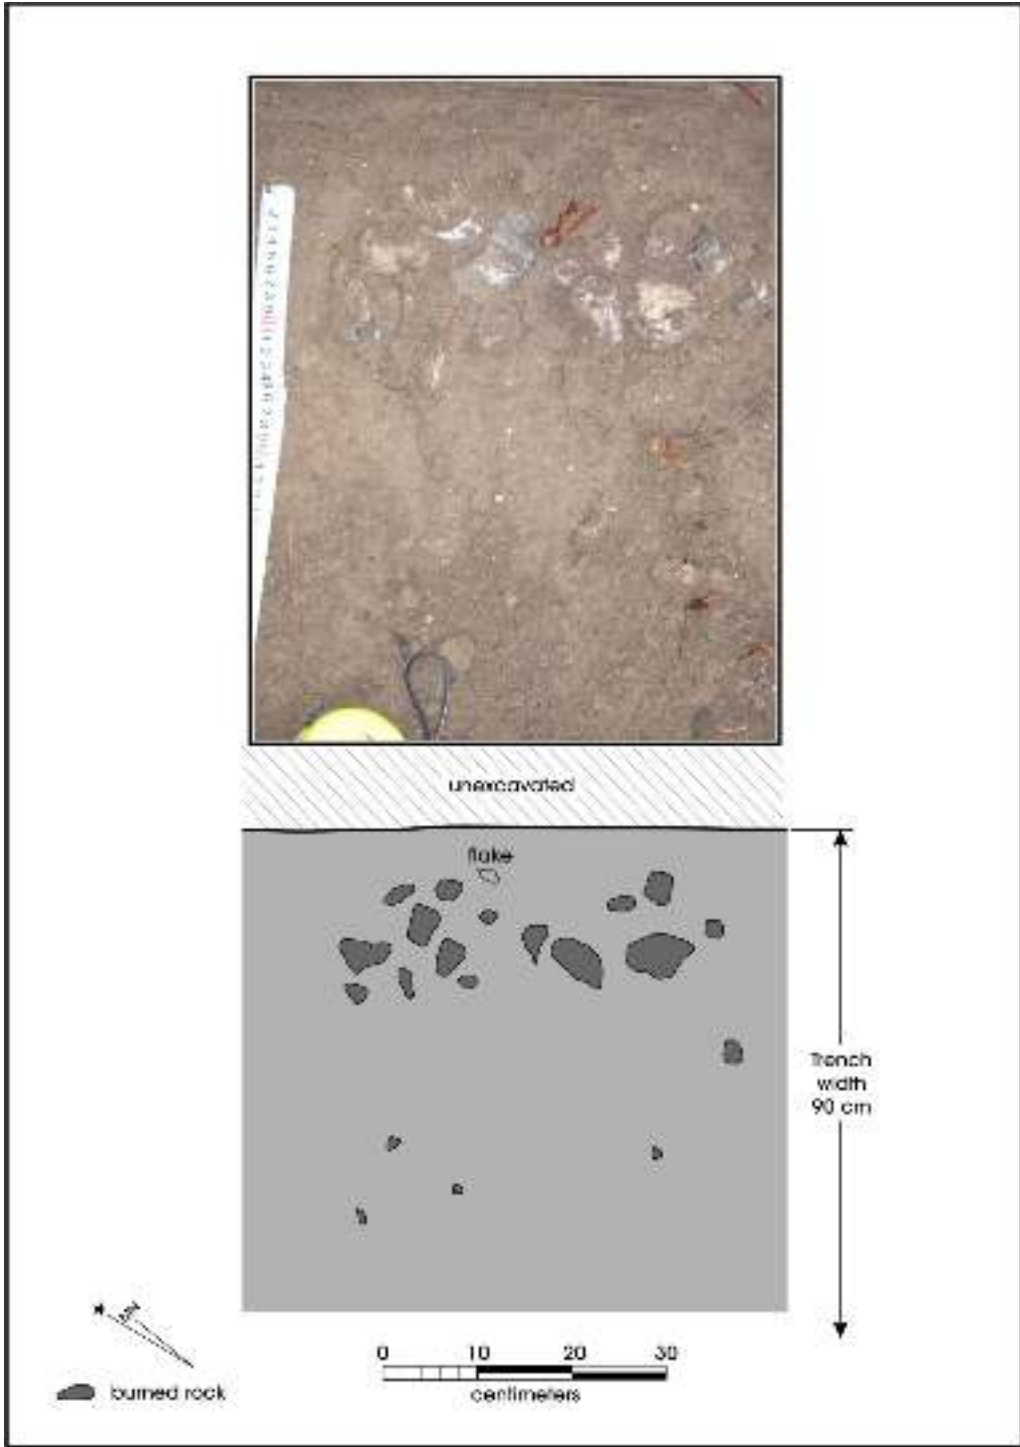 unexcavated
flake
Trench
width
90 cm
0 10 20 30
centimeters
burned rock